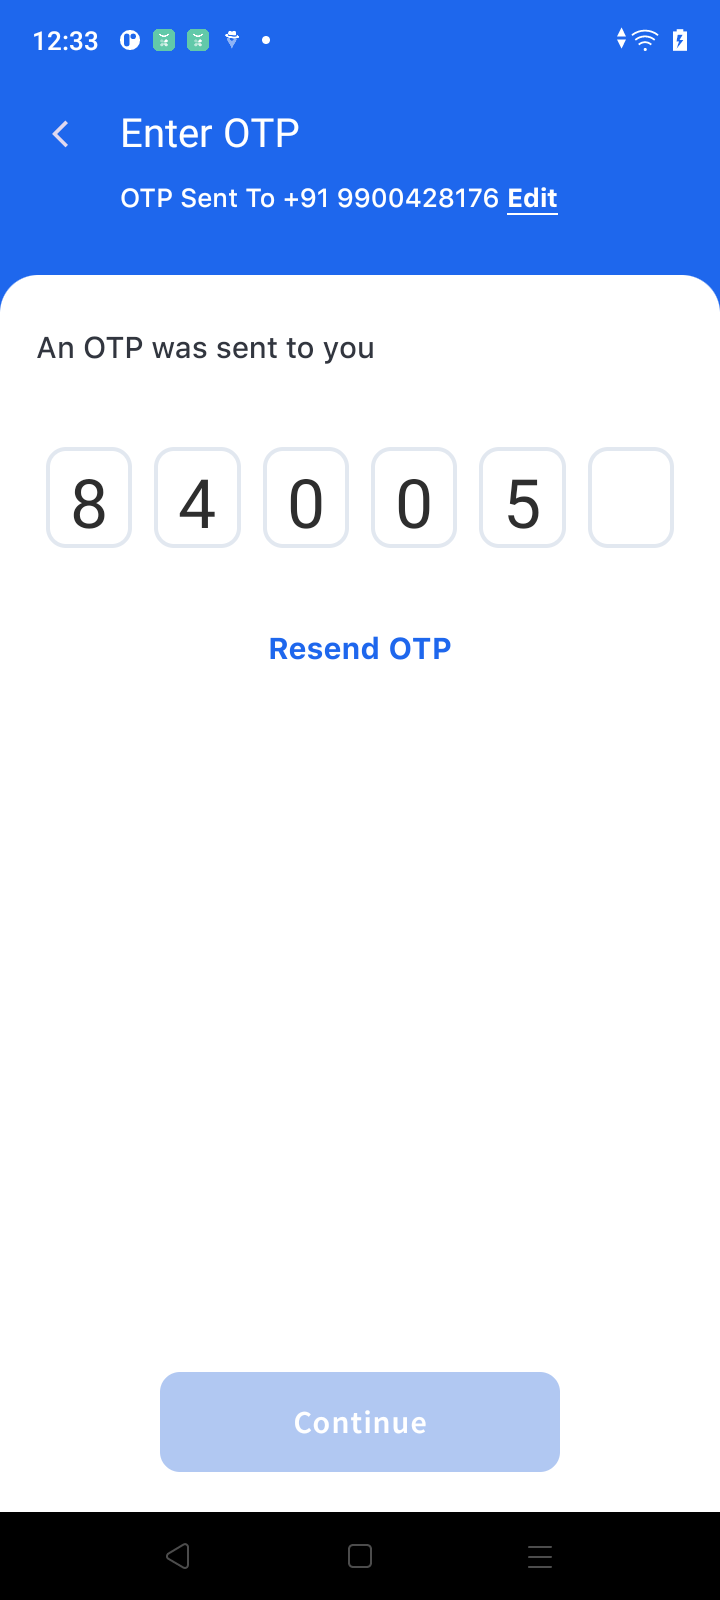 12:33
Enter OTP
OTP Sent To +91 9900428176 Edit
An OTP was sent to you
8 4 0 0 5
Resend OTP
Continue